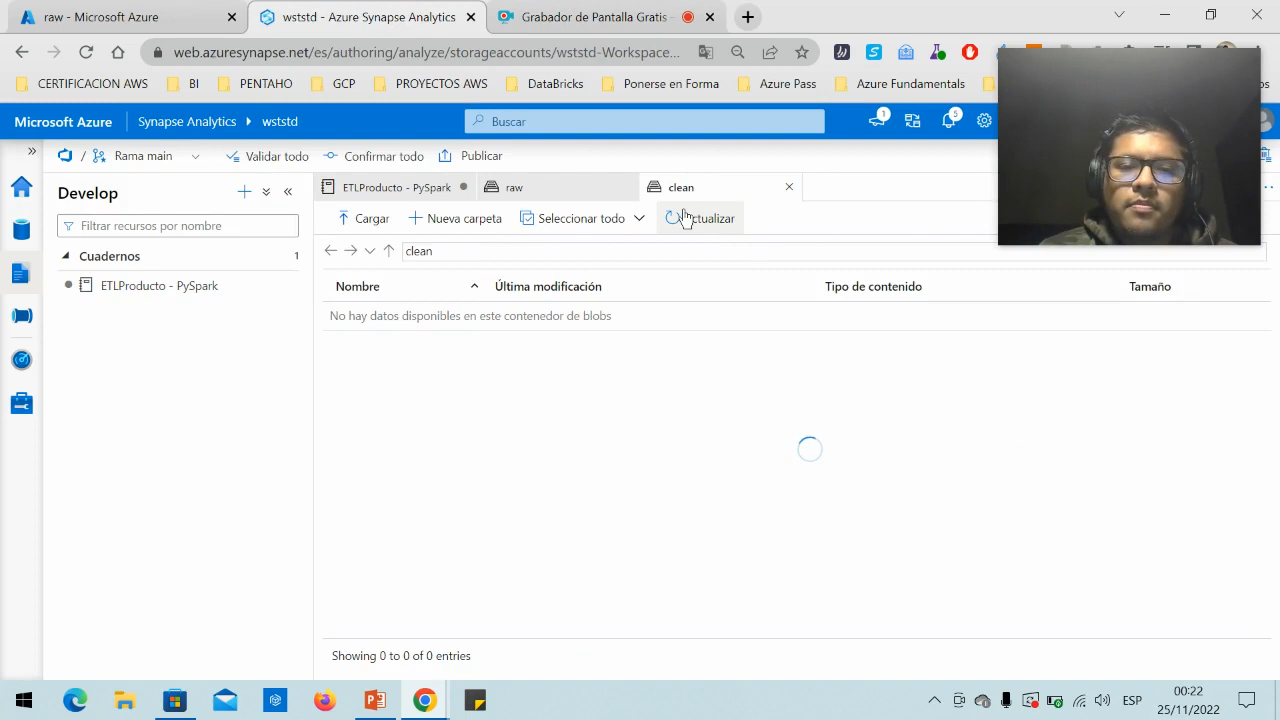 raw - Microsoft Azure
wststd - Azure Synapse Analytics
Grabador de Pantalla Gratis -
web.azuresynapse.net/es/authoring/analyze/storageaccounts/wststd-Workspace...
CERTIFICACION AWS
BI
PENTAHO
GCP
PROYECTOS AWS
DataBricks
Ponerse en Forma
Azure Pass
Azure Fundamentals
Microsoft Azure
Synapse Analytics
wststd
Buscar
1
5
Rama main
Validar todo
Confirmar todo
Publicar
Develop
ETLProducto - PySpark
raw
clean
Filtrar recursos por nombre
Cargar
Nueva carpeta
Seleccionar todo
ctualizar
Cuadernos
1
clean
ETLProducto - PySpark
Nombre
Última modificación
Tipo de contenido
Tamaño
No hay datos disponibles en este contenedor de blobs
Showing 0 to 0 of 0 entries
ESP
00:22
25/11/2022